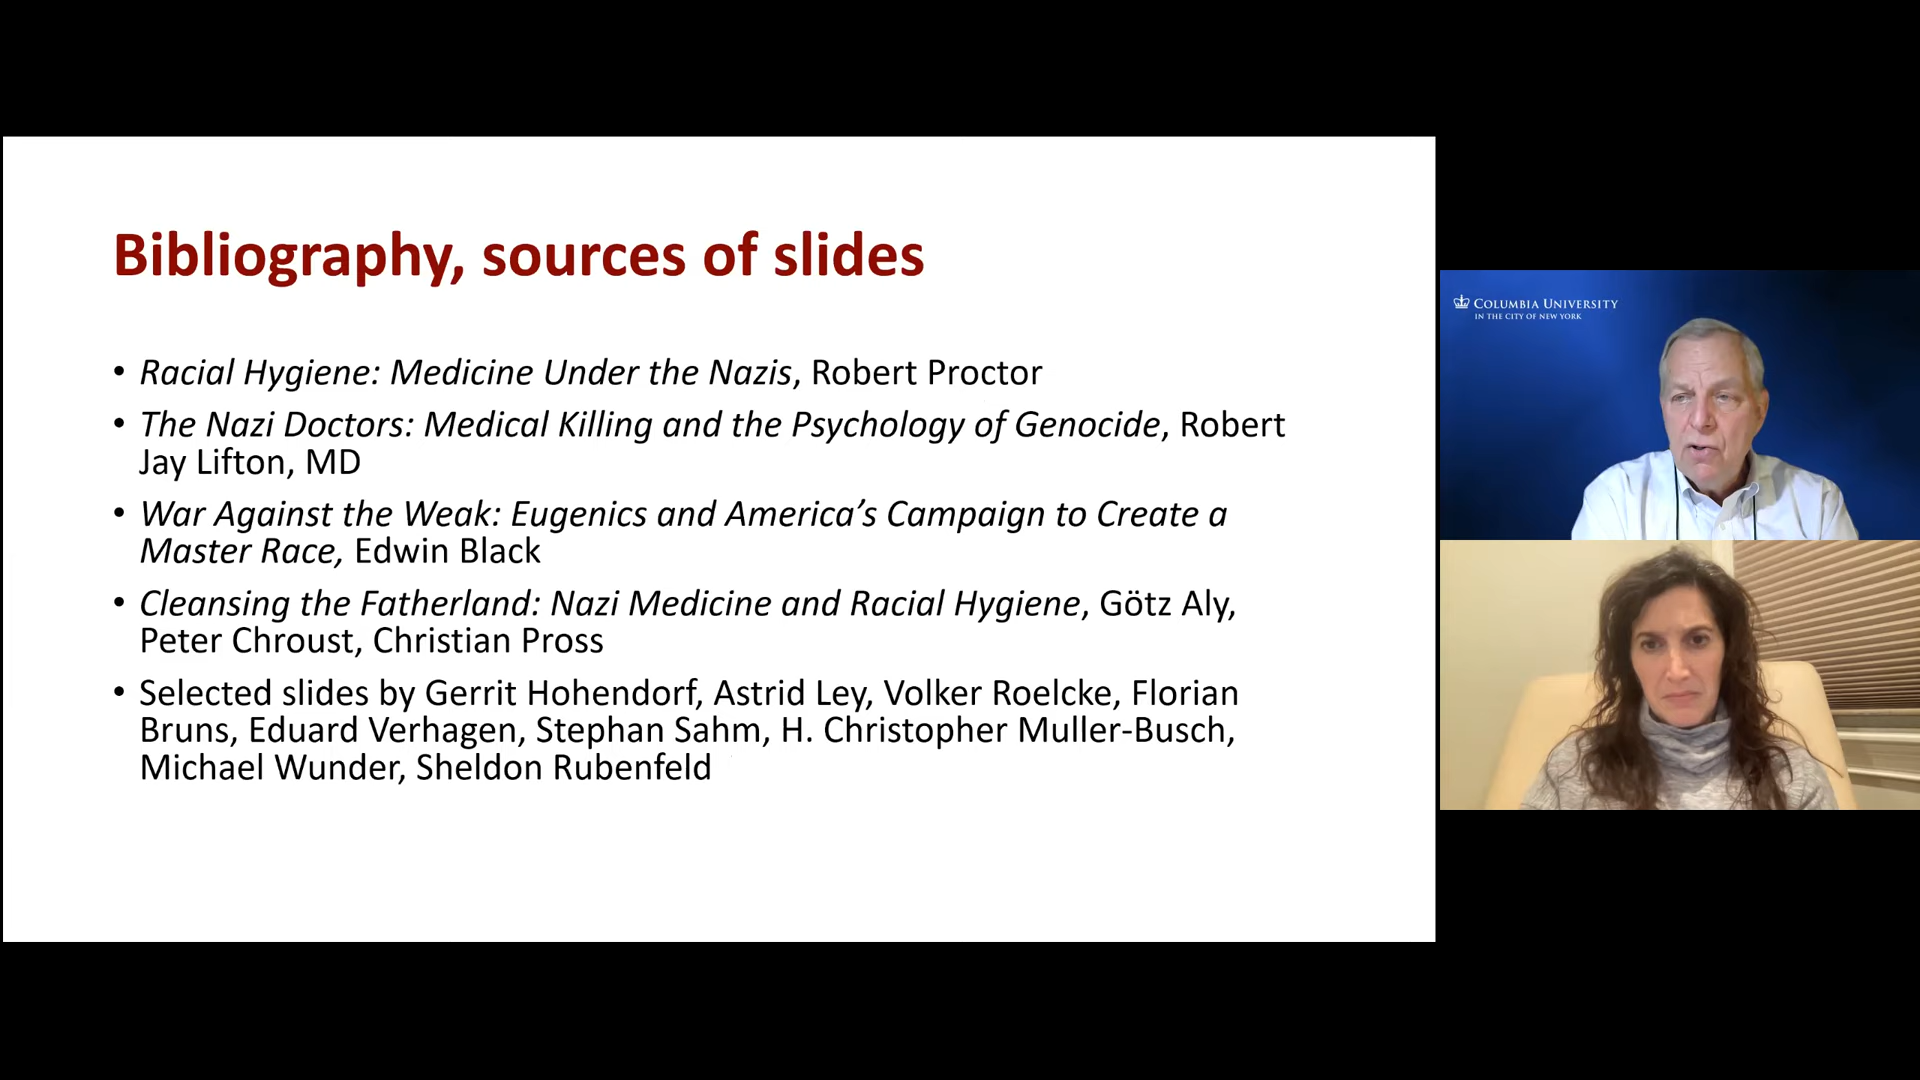 Bibliography, sources of slides
• Racial Hygiene: Medicine Under the Nazis, Robert Proctor
• The Nazi Doctors: Medical Killing and the Psychology of Genocide, Robert
Jay Lifton, MD
• War Against the Weak: Eugenics and America’s Campaign to Create a
Master Race, Edwin Black
• Cleansing the Fatherland: Nazi Medicine and Racial Hygiene, Götz Aly,
Peter Chroust, Christian Pross
• Selected slides by Gerrit Hohendorf, Astrid Ley, Volker Roelcke, Florian
Bruns, Eduard Verhagen, Stephan Sahm, H. Christopher Muller-Busch,
Michael Wunder, Sheldon Rubenfeld
COLUMBIA UNIVERSITY
IN THE CITY OF NEW YORK